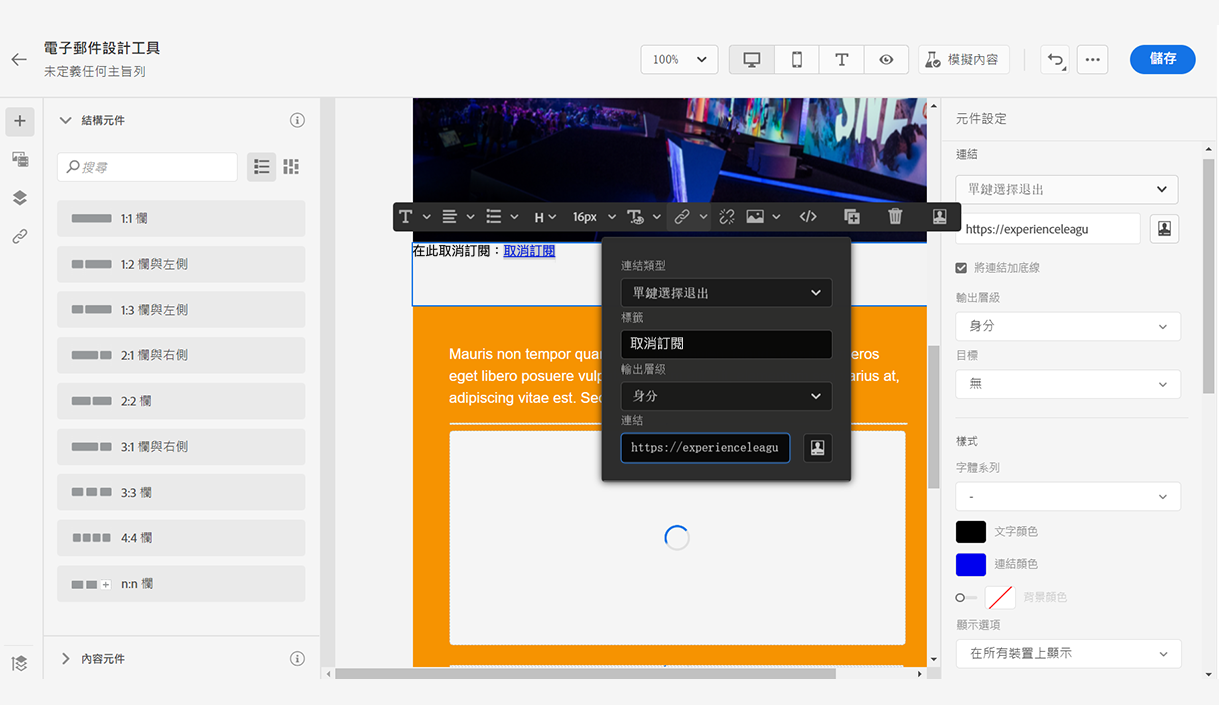 電子郵件設計工具
未定義任何主旨列
100%
模擬內容
儲存
結構元件
搜尋
1:1 欄
1:2 欄與左側
1:3 欄與左側
2:1 欄與右側
2:2 欄
3:1 欄與右側
3:3 欄
4:4 欄
n:n 欄
內容元件
SNE
T
H
16px
在此取消訂閱：取消訂閱
連結類型
單鍵選擇退出
標籤
取消訂閱
輸出層級
身分
連結
https://experienceleagu
Mauris non tempor quam
eros
eget libero posuere vulp
arius at,
adipiscing vitae est. Sed
元件設定
連結
單鍵選擇退出
https://experienceleagu
將連結加底線
輸出層級
身分
目標
無
樣式
字體系列
-
文字顏色
連結顏色
背景顏色
顯示選項
在所有裝置上顯示